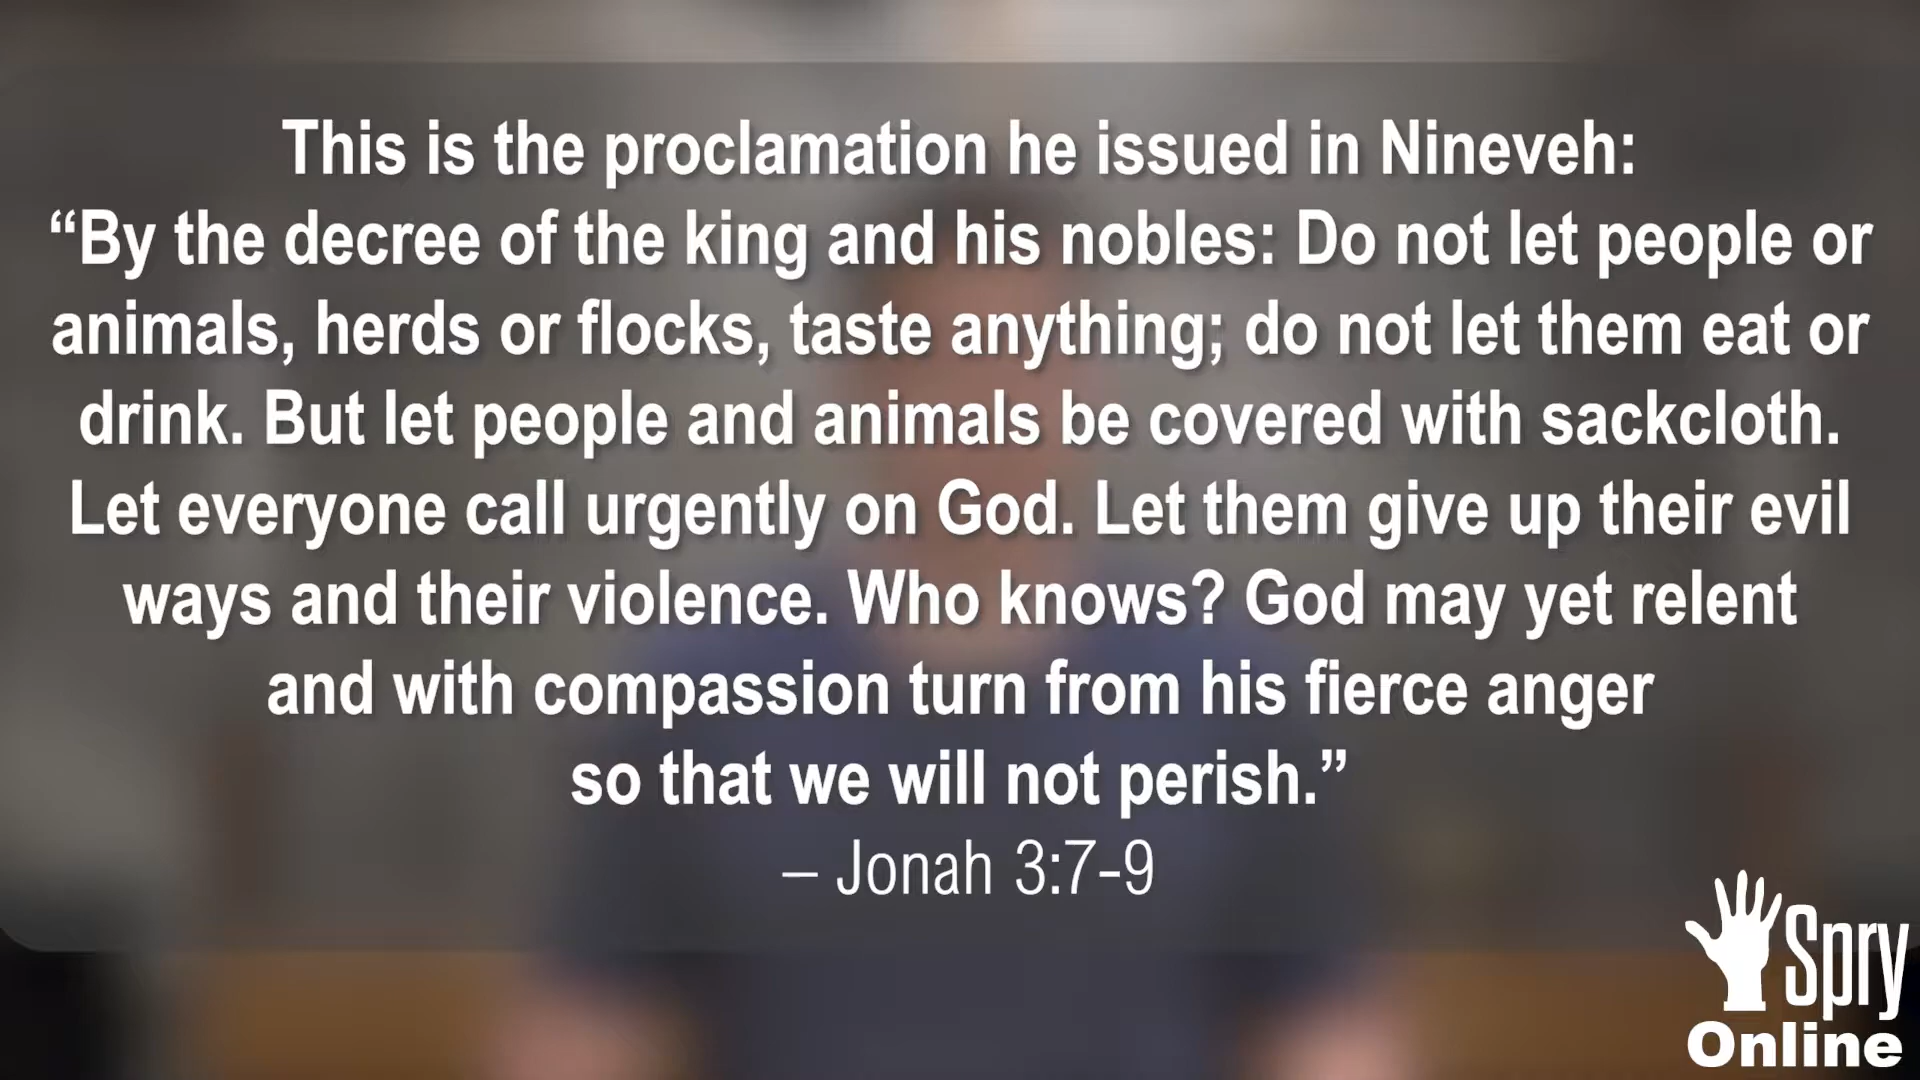 This is the proclamation he issued in Nineveh:
“By the decree of the king and his nobles: Do not let people or
animals, herds or flocks, taste anything; do not let them eat or
drink. But let people and animals be covered with sackcloth.
Let everyone call urgently on God. Let them give up their evil
ways and their violence. Who knows? God may yet relent
and with compassion turn from his fierce anger
so that we will not perish.”
– Jonah 3:7-9
Spry
Online